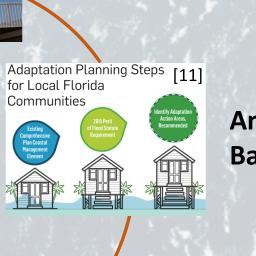 Adaptation Planning Steps [11]
for Local Florida
Communities
Existing
Comprehensive
Plan Coastal
Management
Element
2015 Peril
of Flood Statute
Requirement
Identify Adaptation
Action Areas.
Recommended
An
Ba